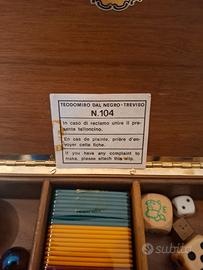 TEODOMIRO DAL NEGRO - TREVISO
N. 104
In caso di reclamo unire il pre-
sente talloncino.
En cas de plainte, prière d'en-
voyer cette fiche.
If you have any complaint to
make, please attach this slip.
subito